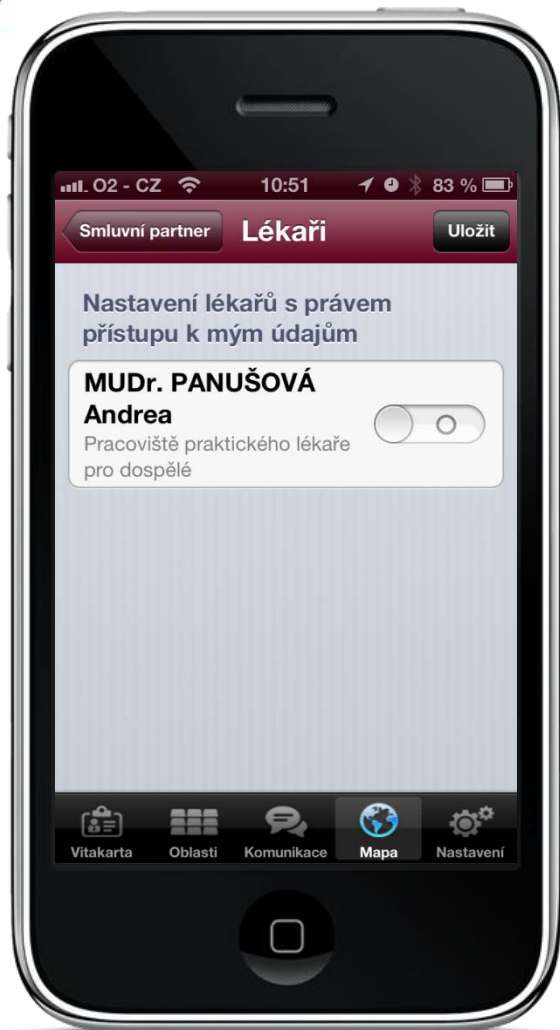 O2 - CZ 10:51 83 %
Smluvní partner Lékaři Uložit
Nastavení lékařů s právem
přístupu k mým údajům
MUDr. PANUŠOVÁ
Andrea
Pracoviště praktického lékaře
pro dospělé
Vitakarta Oblasti Komunikace Mapa Nastavení